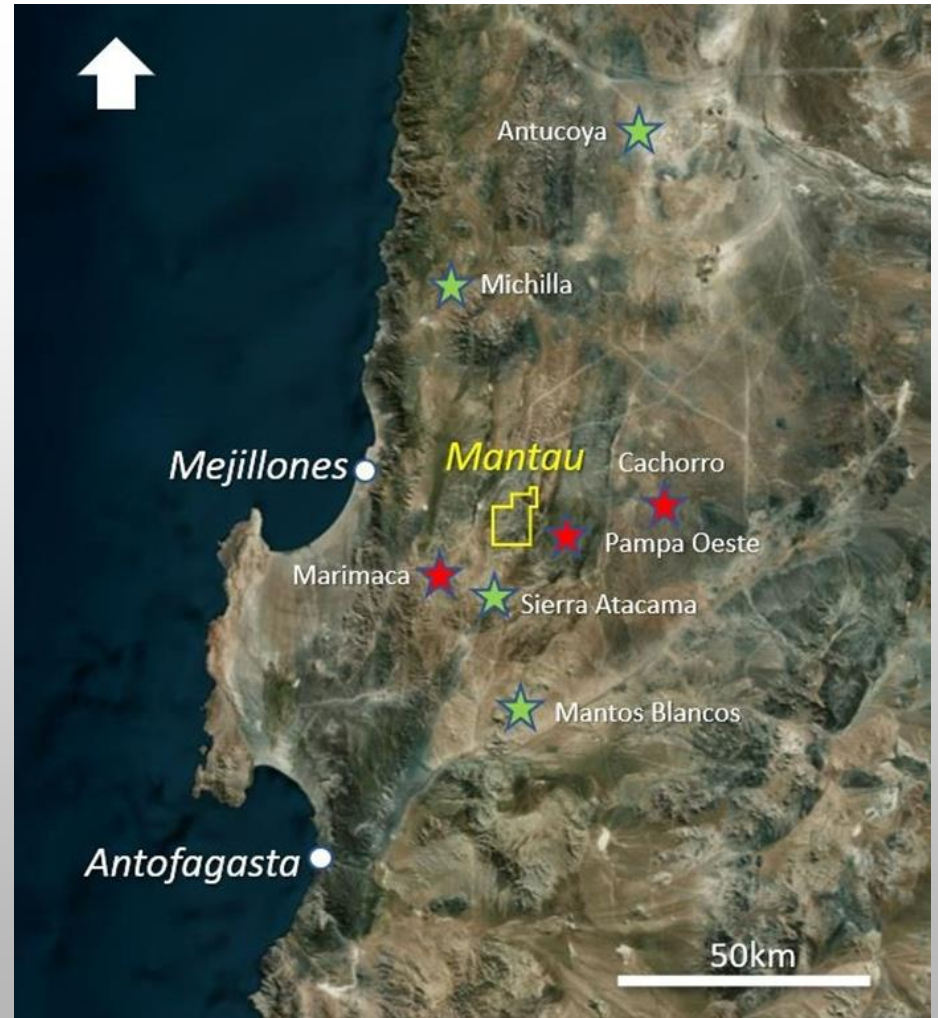 Antucoya
Michilla
Mantau
Cachorro
Mejillones
Pampa Oeste
Marimaca
Sierra Atacama
Mantos Blancos
Antofagasta
50km